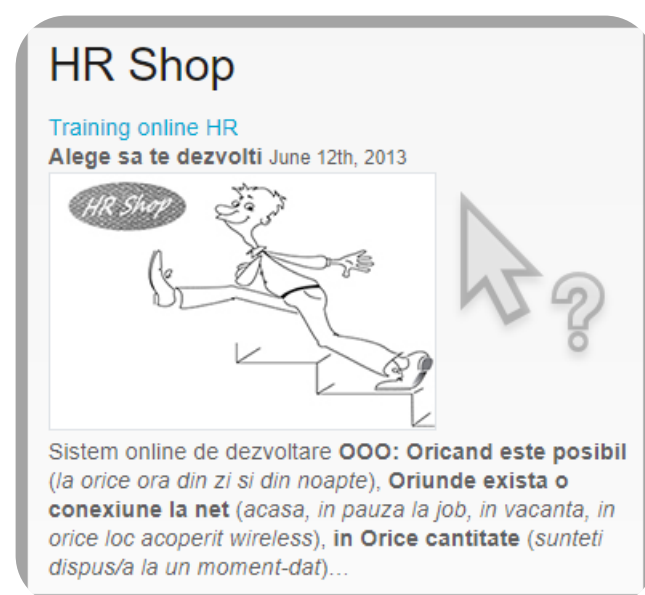 HR Shop
Training online HR
Alege sa te dezvolti June 12th, 2013
HR Shop
?
Sistem online de dezvoltare OOO: Oricand este posibil
(la orice ora din zi si din noapte), Oriunde exista o
conexiune la net (acasa, in pauza la job, in vacanta, in
orice loc acoperit wireless), in Orice cantitate (sunteti
dispus/a la un moment-dat)...